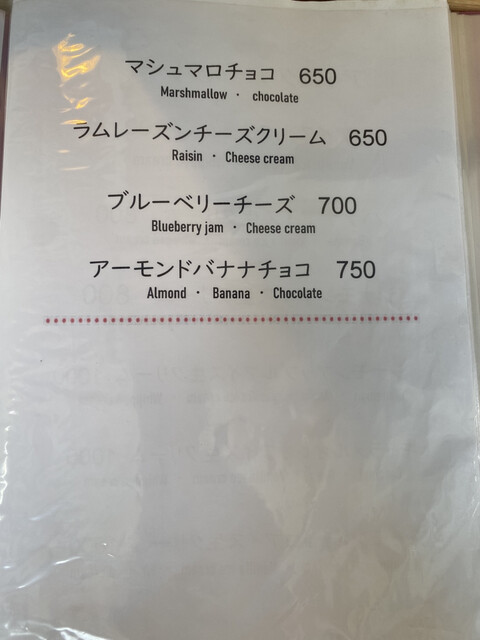 マシュマロチョコ 650
Marshmallow ・ chocolate
ラムレーズンチーズクリーム 650
Raisin ・ Cheese cream
ブルーベリーチーズ 700
Blueberry jam ・ Cheese cream
アーモンドバナナチョコ 750
Almond ・ Banana ・ Chocolate